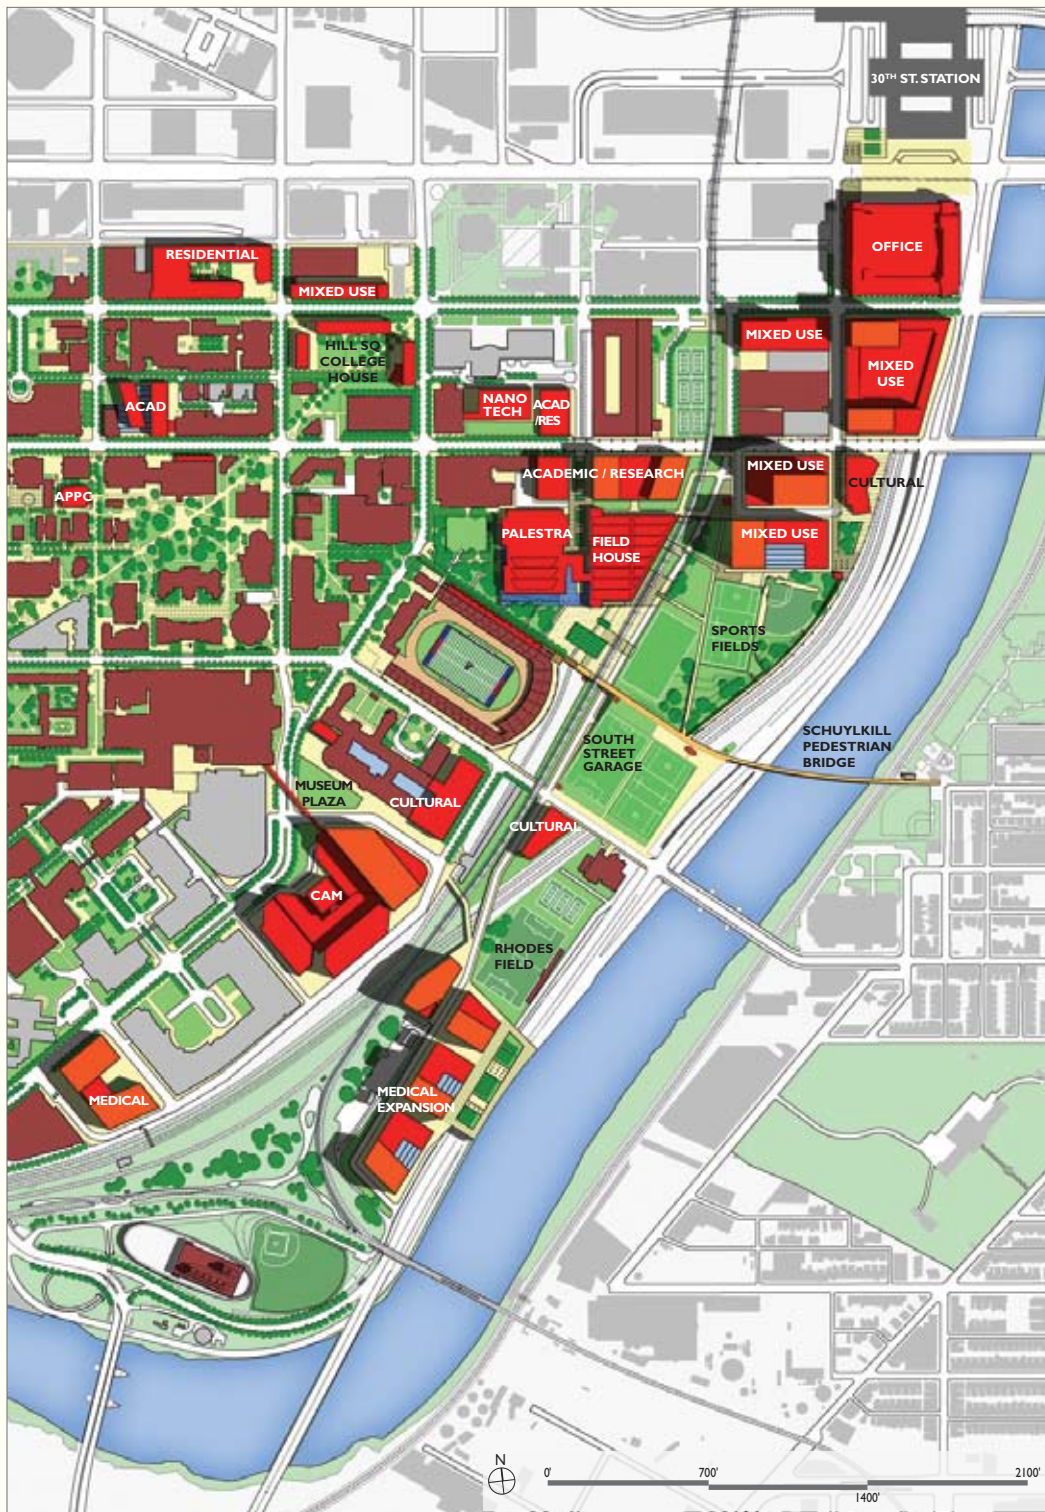 30TH ST. STATION
OFFICE
RESIDENTIAL
MIXED USE
MIXED USE
HILL SQ
COLLEGE
HOUSE
MIXED
USE
ACAD
NANO
TECH
ACAD
/RES
ACADEMIC / RESEARCH
MIXED USE
CULTURAL
APPC
PALESTRA
FIELD
HOUSE
MIXED USE
SPORTS
FIELDS
SOUTH
STREET
GARAGE
SCHUYLKILL
PEDESTRIAN
BRIDGE
MUSEUM
PLAZA
CULTURAL
CULTURAL
CAM
RHODES
FIELD
MEDICAL
EXPANSION
MEDICAL
N
0'
700'
1400'
2100'